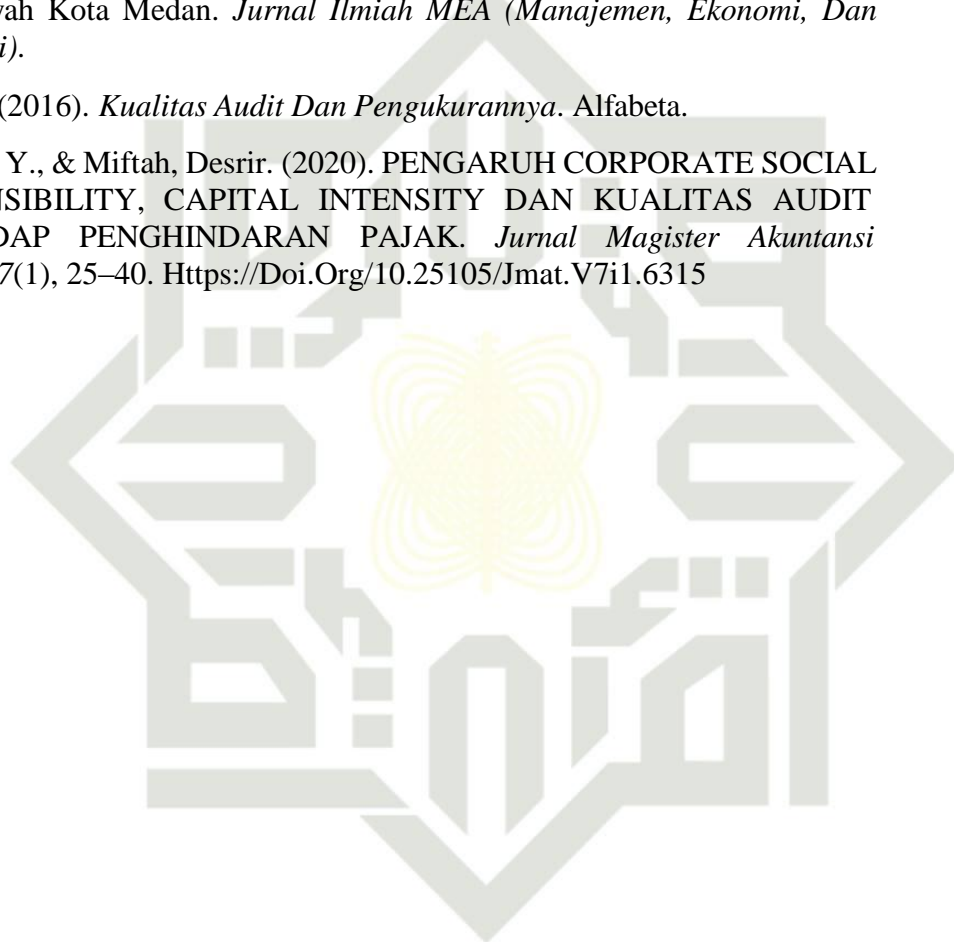 yah Kota Medan. Jurnal Ilmiah MEA (Manajemen, Ekonomi, Dan
i).
(2016). Kualitas Audit Dan Pengukurannya. Alfabeta.
Y., & Miftah, Desrir. (2020). PENGARUH CORPORATE SOCIAL
NSIBILITY, CAPITAL INTENSITY DAN KUALITAS AUDIT
DAP PENGHINDARAN PAJAK. Jurnal Magister Akuntansi
7(1), 25–40. Https://Doi.Org/10.25105/Jmat.V7i1.6315